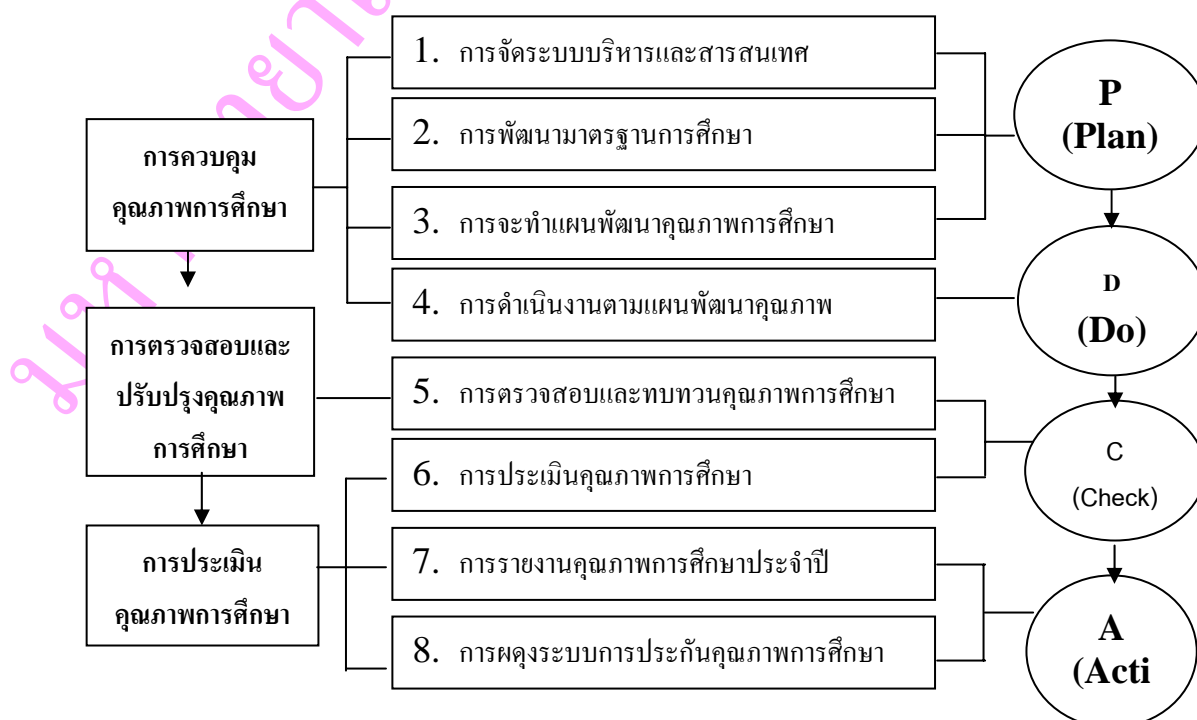 การควบคุม
คุณภาพการศึกษา
การตรวจสอบและ
ปรับปรุงคุณภาพ
การศึกษา
การประเมิน
คุณภาพการศึกษา
1. การจัดระบบบริหารและสารสนเทศ
2. การพัฒนามาตรฐานการศึกษา
3. การจะทำแผนพัฒนาคุณภาพการศึกษา
4. การดำเนินงานตามแผนพัฒนาคุณภาพ
5. การตรวจสอบและทบทวนคุณภาพการศึกษา
6. การประเมินคุณภาพการศึกษา
7. การรายงานคุณภาพการศึกษาประจำปี
8. การผดุงระบบการประกันคุณภาพการศึกษา
P
(Plan)
D
(Do)
C
(Check)
A
(Acti